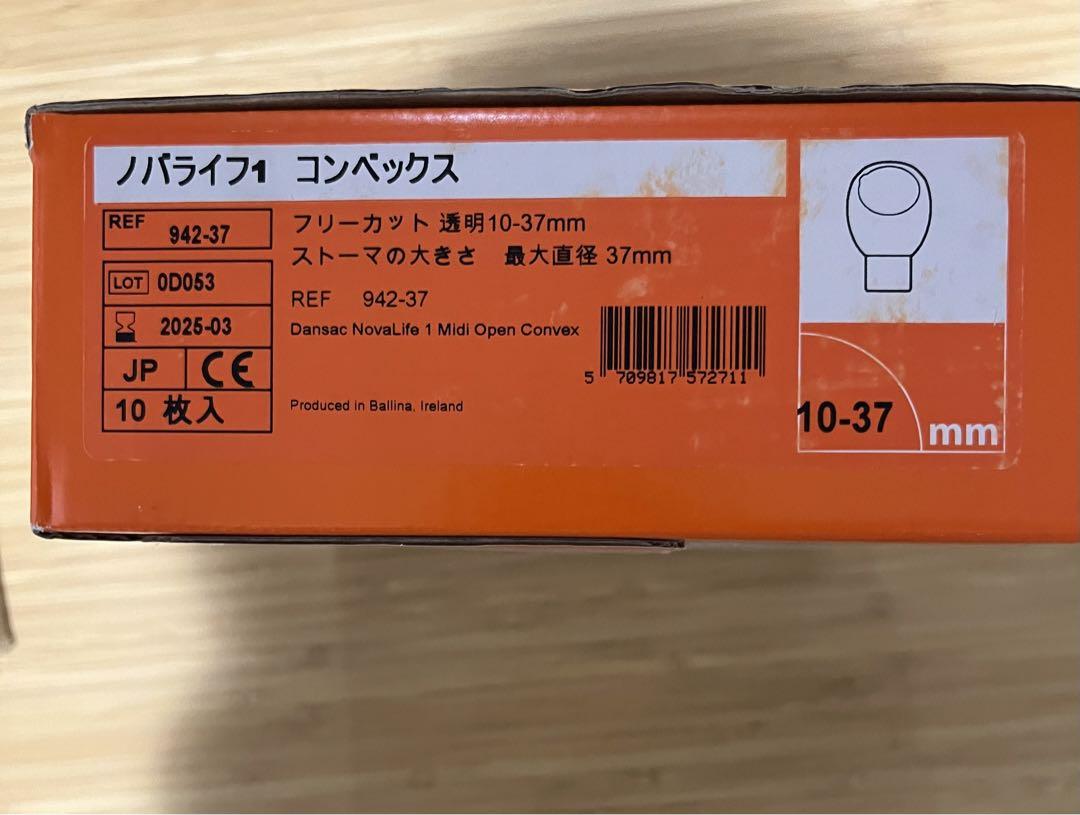 ノバライフ1 コンベックス
REF 942-37
LOT 0D053
2025-03
JP CE
10 枚入
フリーカット 透明10-37mm
ストーマの大きさ 最大直径 37mm
REF 942-37
Dansac NovaLife 1 Midi Open Convex
5 709817 572711
Produced in Ballina, Ireland
10-37 mm